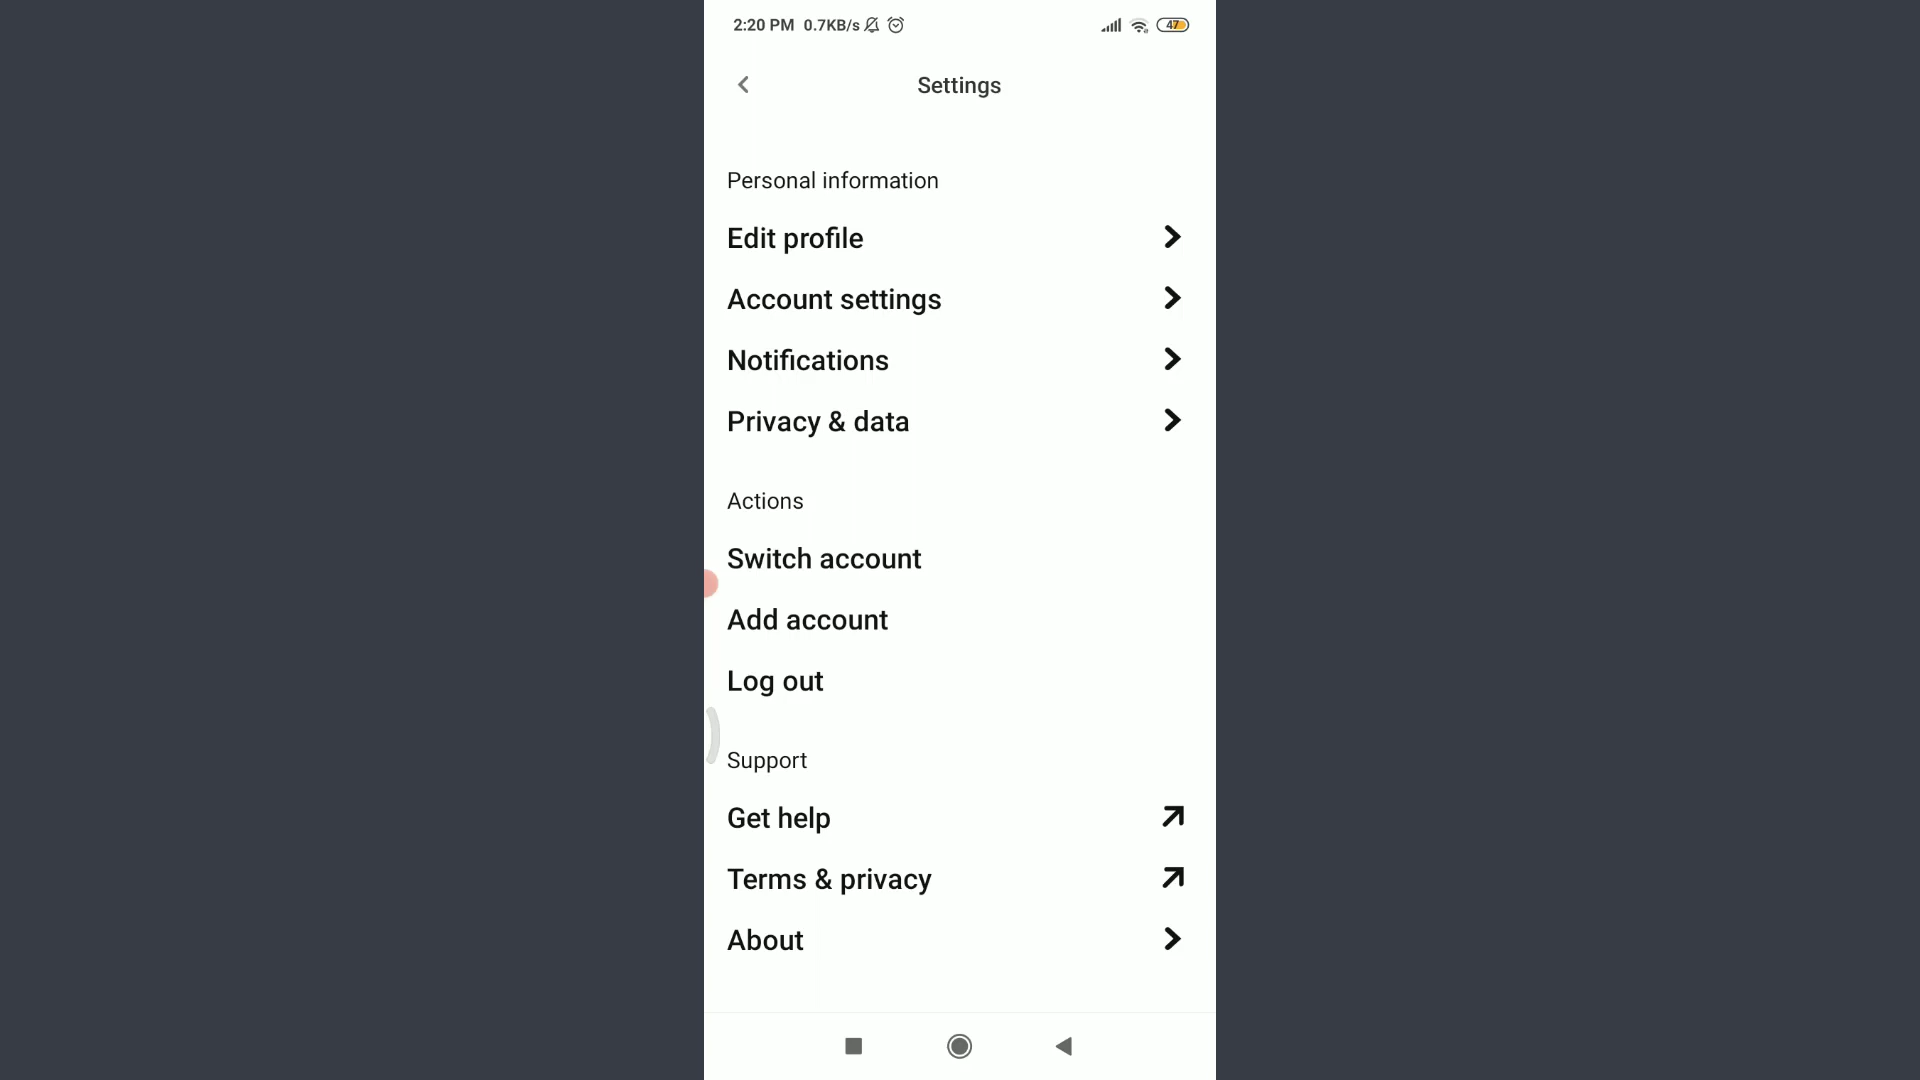 2:20 PM 0.7KB/s 47
Settings
Personal information
Edit profile
Account settings
Notifications
Privacy & data
Actions
Switch account
Add account
Log out
Support
Get help
Terms & privacy
About